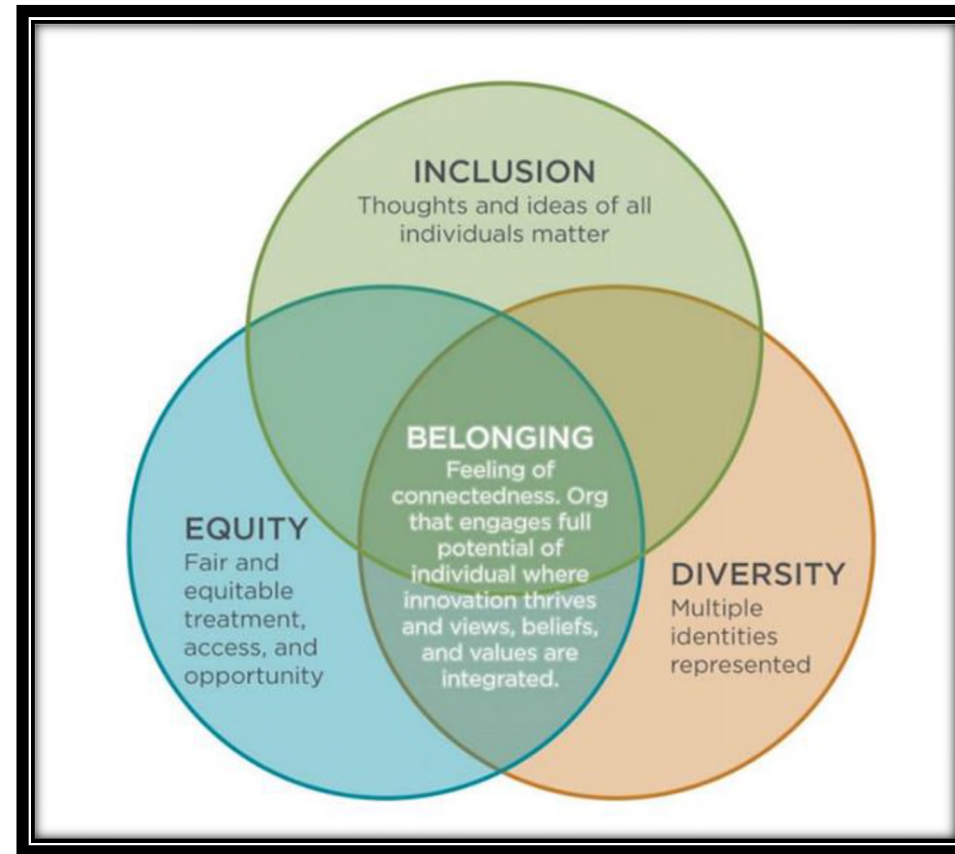 INCLUSION
Thoughts and ideas of all
individuals matter
BELONGING
Feeling of
connectedness. Org
that engages full
potential of
individual where
innovation thrives
and views, beliefs,
and values are
integrated.
EQUITY
Fair and
equitable
treatment,
access, and
opportunity
DIVERSITY
Multiple
identities
represented